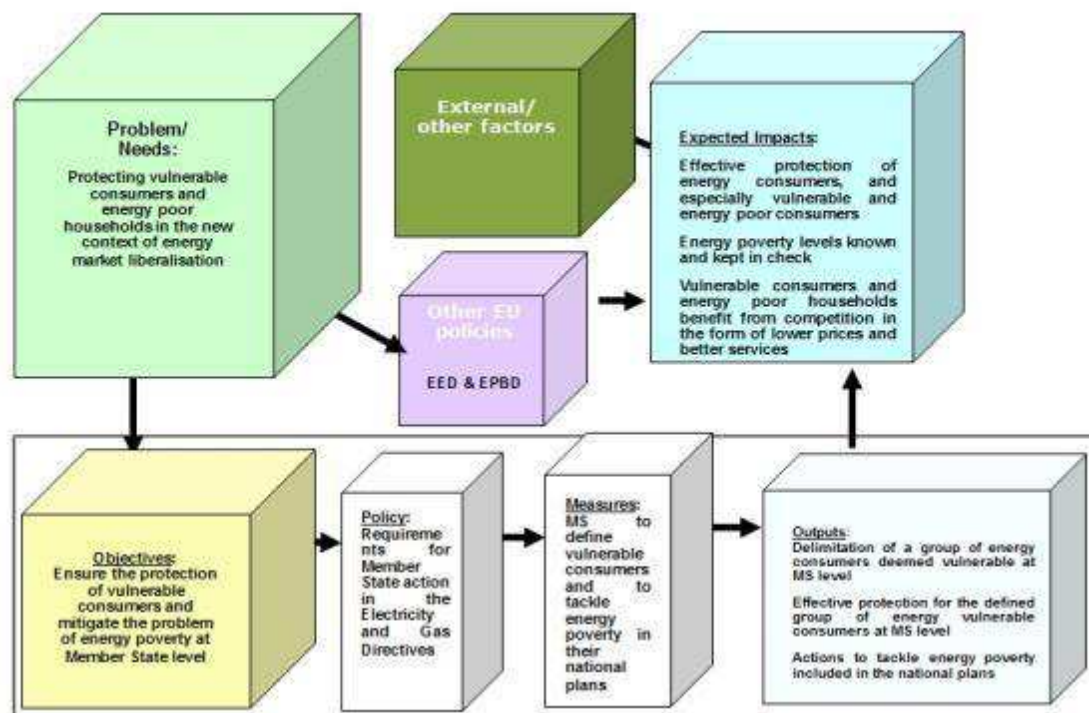 Problem/
Needs:
Protecting vulnerable
consumers and
energy poor
households in the new
context of energy
market liberalisation
External/
other factors
Expected Impacts:
Effective protection of
energy consumers, and
especially vulnerable and
energy poor consumers
Energy poverty levels known
and kept in check
Vulnerable consumers and
energy poor households
benefit from competition in
the form of lower prices and
better services
Other EU
policies
EED & EPBD
Objectives:
Ensure the protection
of vulnerable
consumers and
mitigate the problem
of energy poverty at
Member State level
Policy:
Requireme
nts for
Member
State action
in the
Electricity
and Gas
Directives
Measures:
MS to
define
vulnerable
consumers
and to
tackle
energy
poverty in
their
national
plans
Outputs:
Delimitation of a group of energy
consumers deemed vulnerable at
MS level
Effective protection for the defined
group of energy vulnerable
consumers at MS level
Actions to tackle energy poverty
included in the national plans